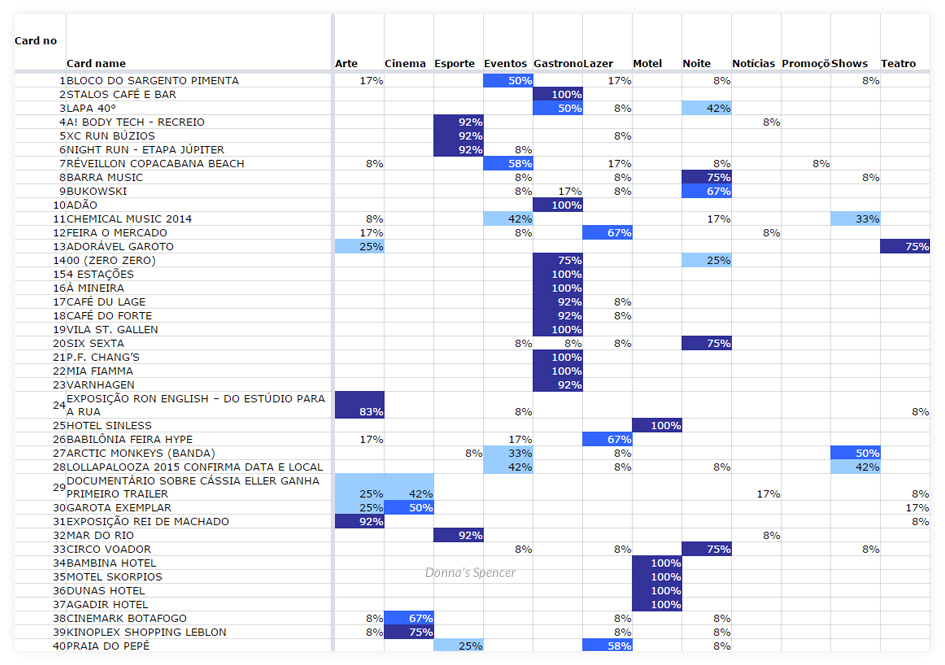 Card no
Card name Arte Cinema Esporte Eventos Gastrono Lazer Motel Noite Notícias Promoçõ Shows Teatro
1 BLOCO DO SARGENTO PIMENTA 17% 50% 17% 8% 8%
2 STALOS CAFÉ E BAR 100%
3 LAPA 40º 50% 8% 42%
4 A! BODY TECH - RECREIO 92% 8%
5 XC RUN BÚZIOS 92% 8%
6 NIGHT RUN - ETAPA JÚPITER 92% 8%
7 RÉVEILLON COPACABANA BEACH 8% 58% 17% 8% 8%
8 BARRA MUSIC 8% 8% 75% 8%
9 BUKOWSKI 8% 17% 8% 67%
10 ADÃO 100%
11 CHEMICAL MUSIC 2014 8% 42% 17% 33%
12 FEIRA O MERCADO 17% 8% 67% 8%
13 ADORÁVEL GAROTO 25% 75%
14 00 (ZERO ZERO) 75% 25%
15 4 ESTAÇÕES 100%
16 À MINEIRA 100%
17 CAFÉ DU LAGE 92% 8%
18 CAFÉ DO FORTE 92% 8%
19 VILA ST. GALLEN 100%
20 SIX SEXTA 8% 8% 8% 75%
21 P.F. CHANG’S 100%
22 MIA FIAMMA 100%
23 VARNHAGEN 92%
24 EXPOSIÇÃO RON ENGLISH – DO ESTÚDIO PARA
A RUA 83% 8% 8%
25 HOTEL SINLESS 100%
26 BABILÔNIA FEIRA HYPE 17% 17% 67%
27 ARCTIC MONKEYS (BANDA) 8% 33% 8% 50%
28 LOLLAPALOOZA 2015 CONFIRMA DATA E LOCAL 42% 8% 8% 42%
29 DOCUMENTÁRIO SOBRE CÁSSIA ELLER GANHA
PRIMEIRO TRAILER 25% 42% 17% 8%
30 GAROTA EXEMPLAR 25% 50% 17%
31 EXPOSIÇÃO REI DE MACHADO 92% 8%
32 MAR DO RIO 92% 8%
33 CIRCO VOADOR 8% 8% 75% 8%
34 BAMBINA HOTEL 100%
Donna's Spencer
35 MOTEL SKORPIOS 100%
36 DUNAS HOTEL 100%
37 AGADIR HOTEL 100%
38 CINEMARK BOTAFOGO 8% 67% 8% 8%
39 KINOPLEX SHOPPING LEBLON 8% 75% 8% 8%
40 PRAIA DO PEPÊ 25% 58% 8%